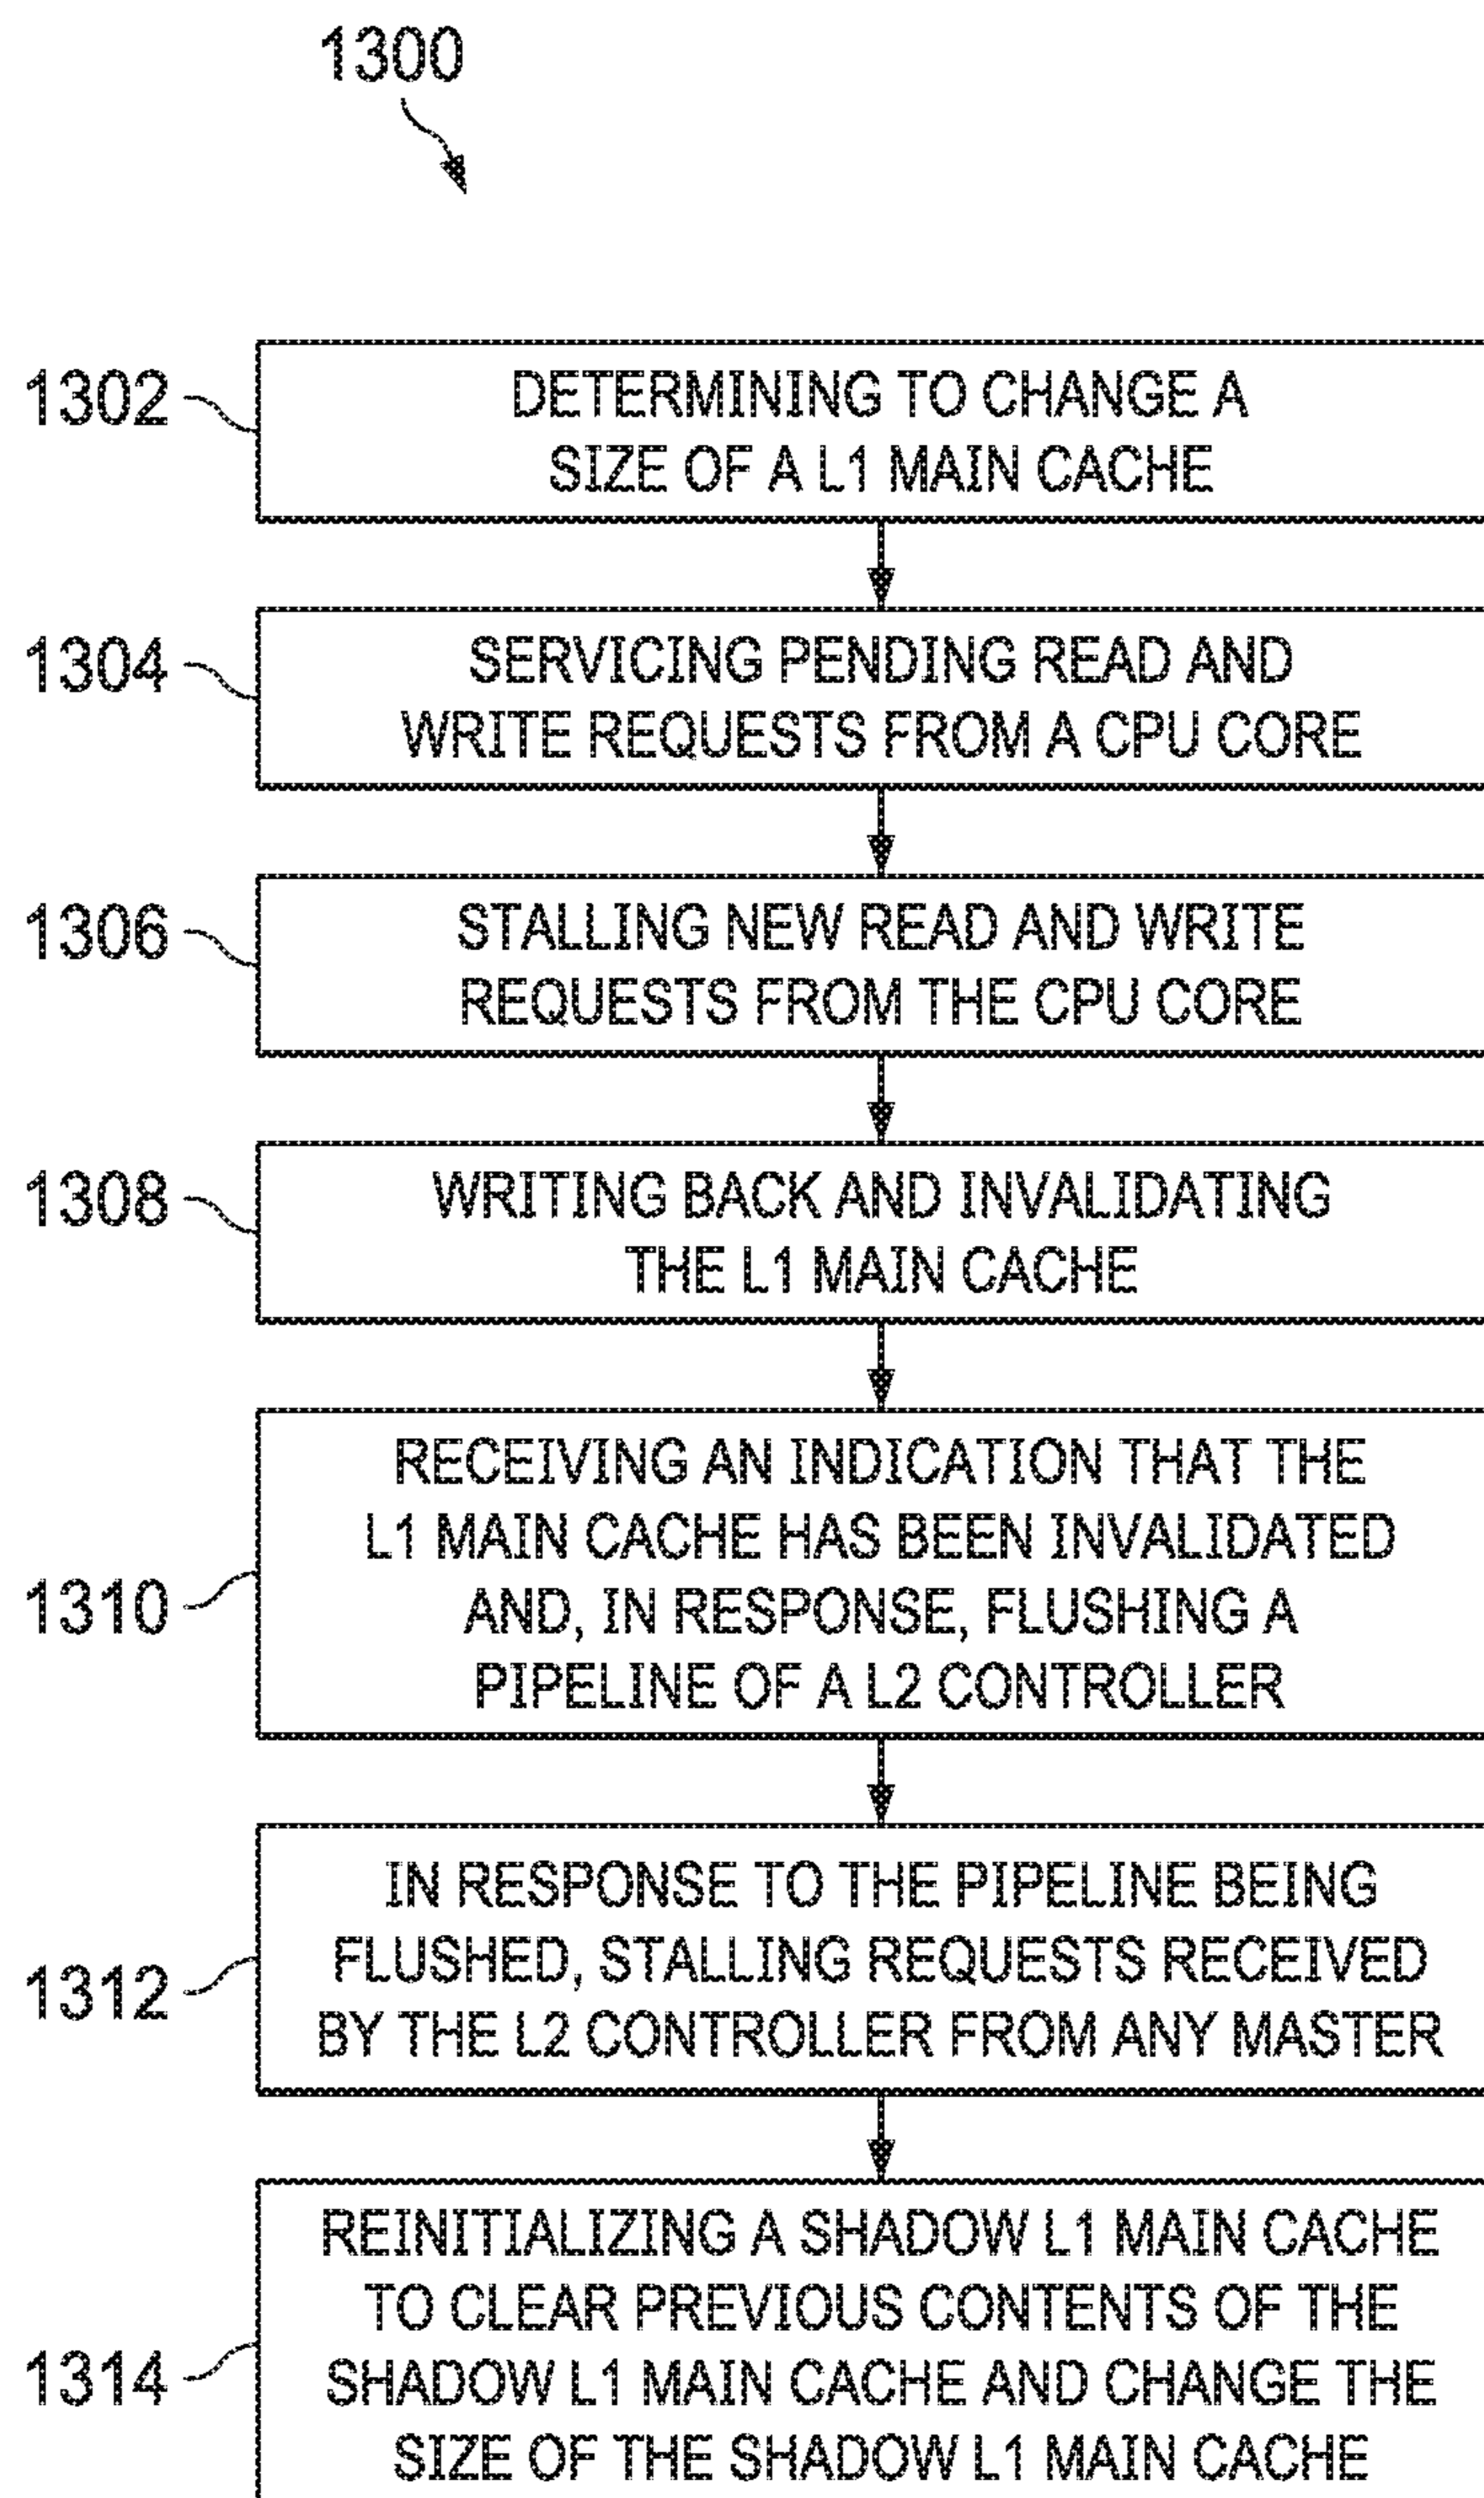 1300
1302
DETERMINING TO CHANGE A
SIZE OF A L1 MAIN CACHE
1304
SERVICING PENDING READ AND
WRITE REQUESTS FROM A CPU CORE
1306
STALLING NEW READ AND WRITE
REQUESTS FROM THE CPU CORE
1308
WRITING BACK AND INVALIDATING
THE L1 MAIN CACHE
1310
RECEIVING AN INDICATION THAT THE
L1 MAIN CACHE HAS BEEN INVALIDATED
AND, IN RESPONSE, FLUSHING A
PIPELINE OF A L2 CONTROLLER
1312
IN RESPONSE TO THE PIPELINE BEING
FLUSHED, STALLING REQUESTS RECEIVED
BY THE L2 CONTROLLER FROM ANY MASTER
1314
REINITIALIZING A SHADOW L1 MAIN CACHE
TO CLEAR PREVIOUS CONTENTS OF THE
SHADOW L1 MAIN CACHE AND CHANGE THE
SIZE OF THE SHADOW L1 MAIN CACHE